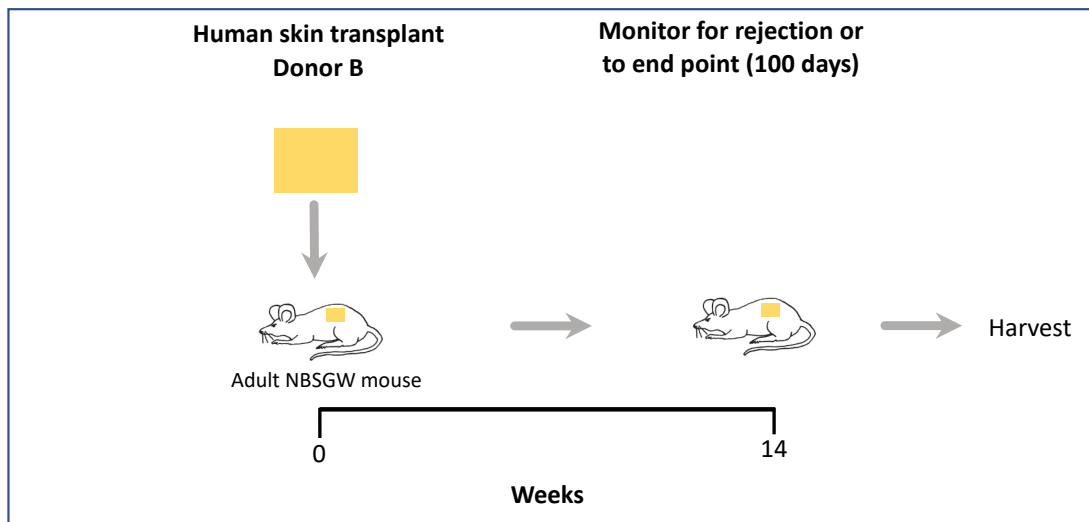 Human skin transplant
Donor B
Monitor for rejection or
to end point (100 days)
Adult NBSGW mouse
Harvest
0
14
Weeks